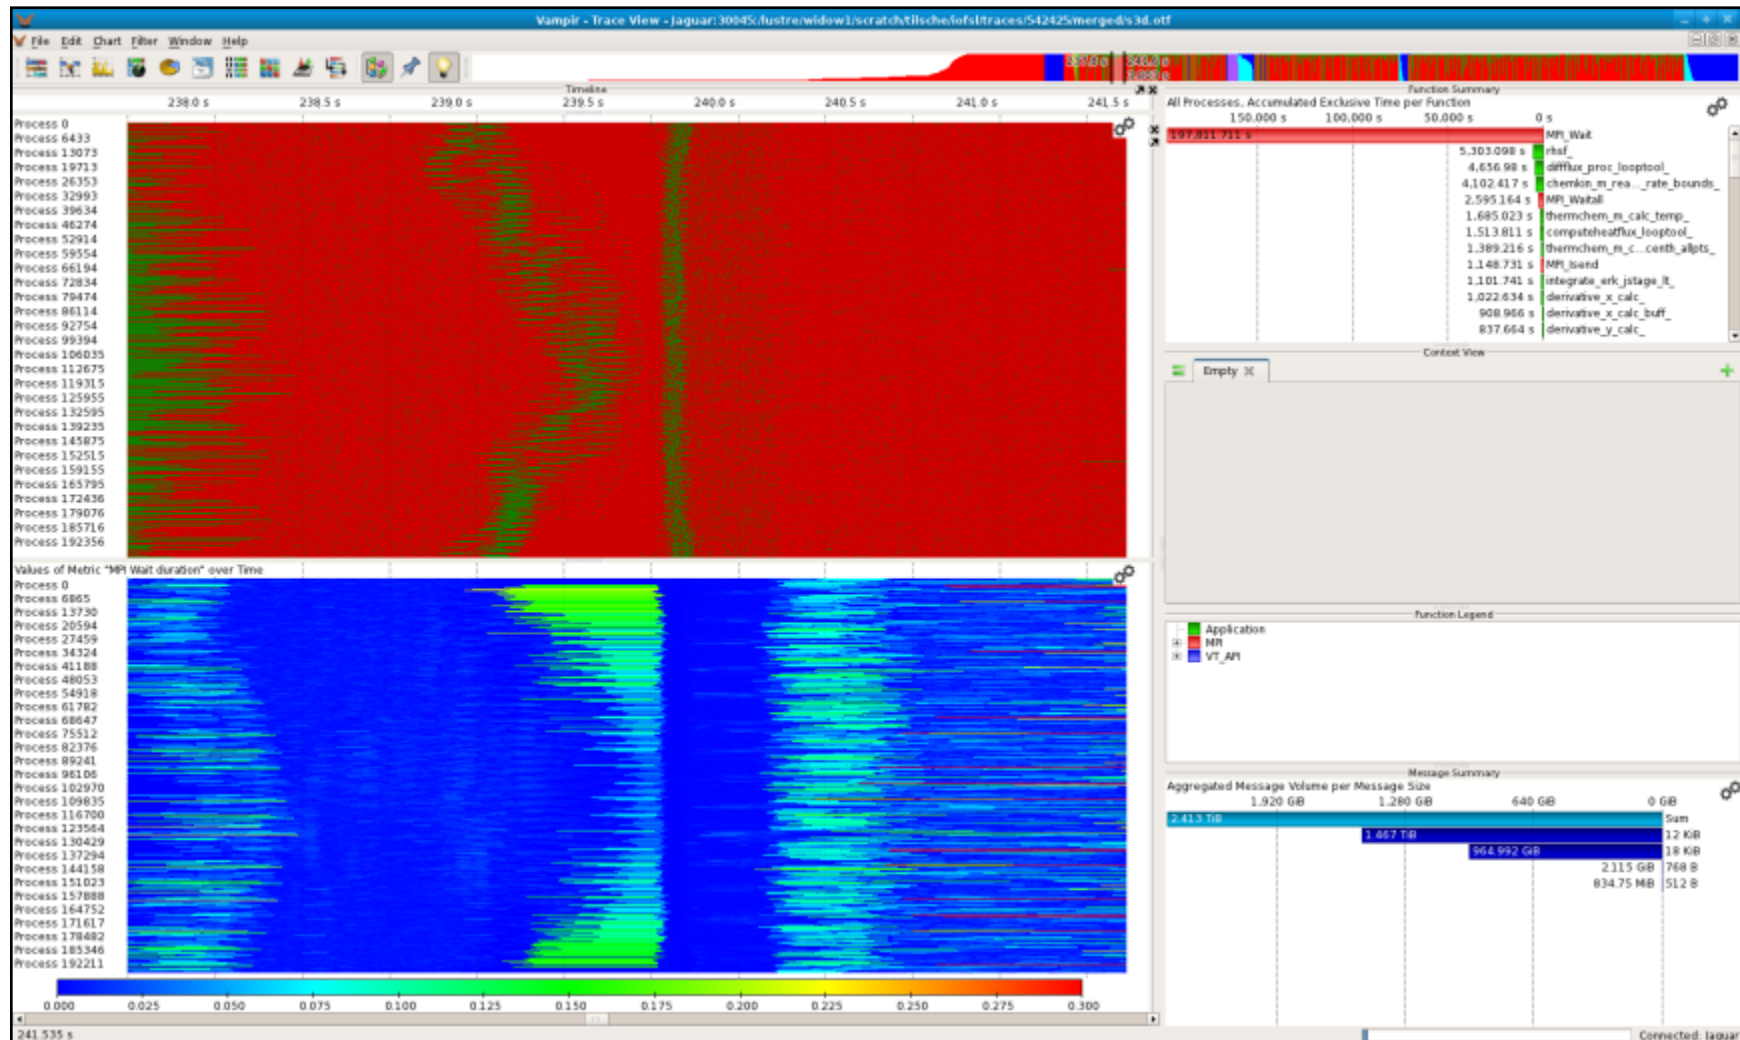 Vampir - Trace View - Jaguar:30045:/lustre/widow1/scratch/tilsche/iofsl/traces/542425/merged/s3d.otf
File Edit Chart Filter Window Help
Timeline
238.0 s 238.5 s 239.0 s 239.5 s 240.0 s 240.5 s 241.0 s 241.5 s
Process 0
Process 6433
Process 13073
Process 19713
Process 26353
Process 32993
Process 39634
Process 46274
Process 52914
Process 59554
Process 66194
Process 72834
Process 79474
Process 86114
Process 92754
Process 99394
Process 106035
Process 112675
Process 119315
Process 125955
Process 132595
Process 139235
Process 145875
Process 152515
Process 159155
Process 165795
Process 172436
Process 179076
Process 185716
Process 192356
Values of Metric "MPI Wait duration" over Time
Process 0
Process 6865
Process 13730
Process 20594
Process 27459
Process 34324
Process 41188
Process 48053
Process 54918
Process 61782
Process 68647
Process 75512
Process 82376
Process 89241
Process 96106
Process 102970
Process 109835
Process 116700
Process 123564
Process 130429
Process 137294
Process 144158
Process 151023
Process 157888
Process 164752
Process 171617
Process 178482
Process 185346
Process 192211
0.000 0.025 0.050 0.075 0.100 0.125 0.150 0.175 0.200 0.225 0.250 0.275 0.300
241.535 s
Function Summary
All Processes, Accumulated Exclusive Time per Function
150,000 s 100,000 s 50,000 s 0 s
197,811.711 s MPI_Wait
5,303.098 s rhsf_
4,656.98 s diffflux_proc_looptool_
4,102.417 s chemkin_m_rea..._rate_bounds_
2,595.164 s MPI_Waitall
1,685.023 s thermchem_m_calc_temp_
1,513.811 s computeheatflux_looptool_
1,389.216 s thermchem_m_c...centh_allpts_
1,148.731 s MPI_Isend
1,101.741 s integrate_erk_jstage_lt_
1,022.634 s derivative_x_calc_
908.966 s derivative_x_calc_buff_
837.664 s derivative_y_calc_
Context View
Empty
Function Legend
Application
MPI
VT_API
Message Summary
Aggregated Message Volume per Message Size
1,920 GiB 1,280 GiB 640 GiB 0 GiB
2.413 TiB Sum
1.467 TiB 12 KiB
964.992 GiB 18 KiB
2.115 GiB 768 B
834.75 MiB 512 B
Connected: Jaguar